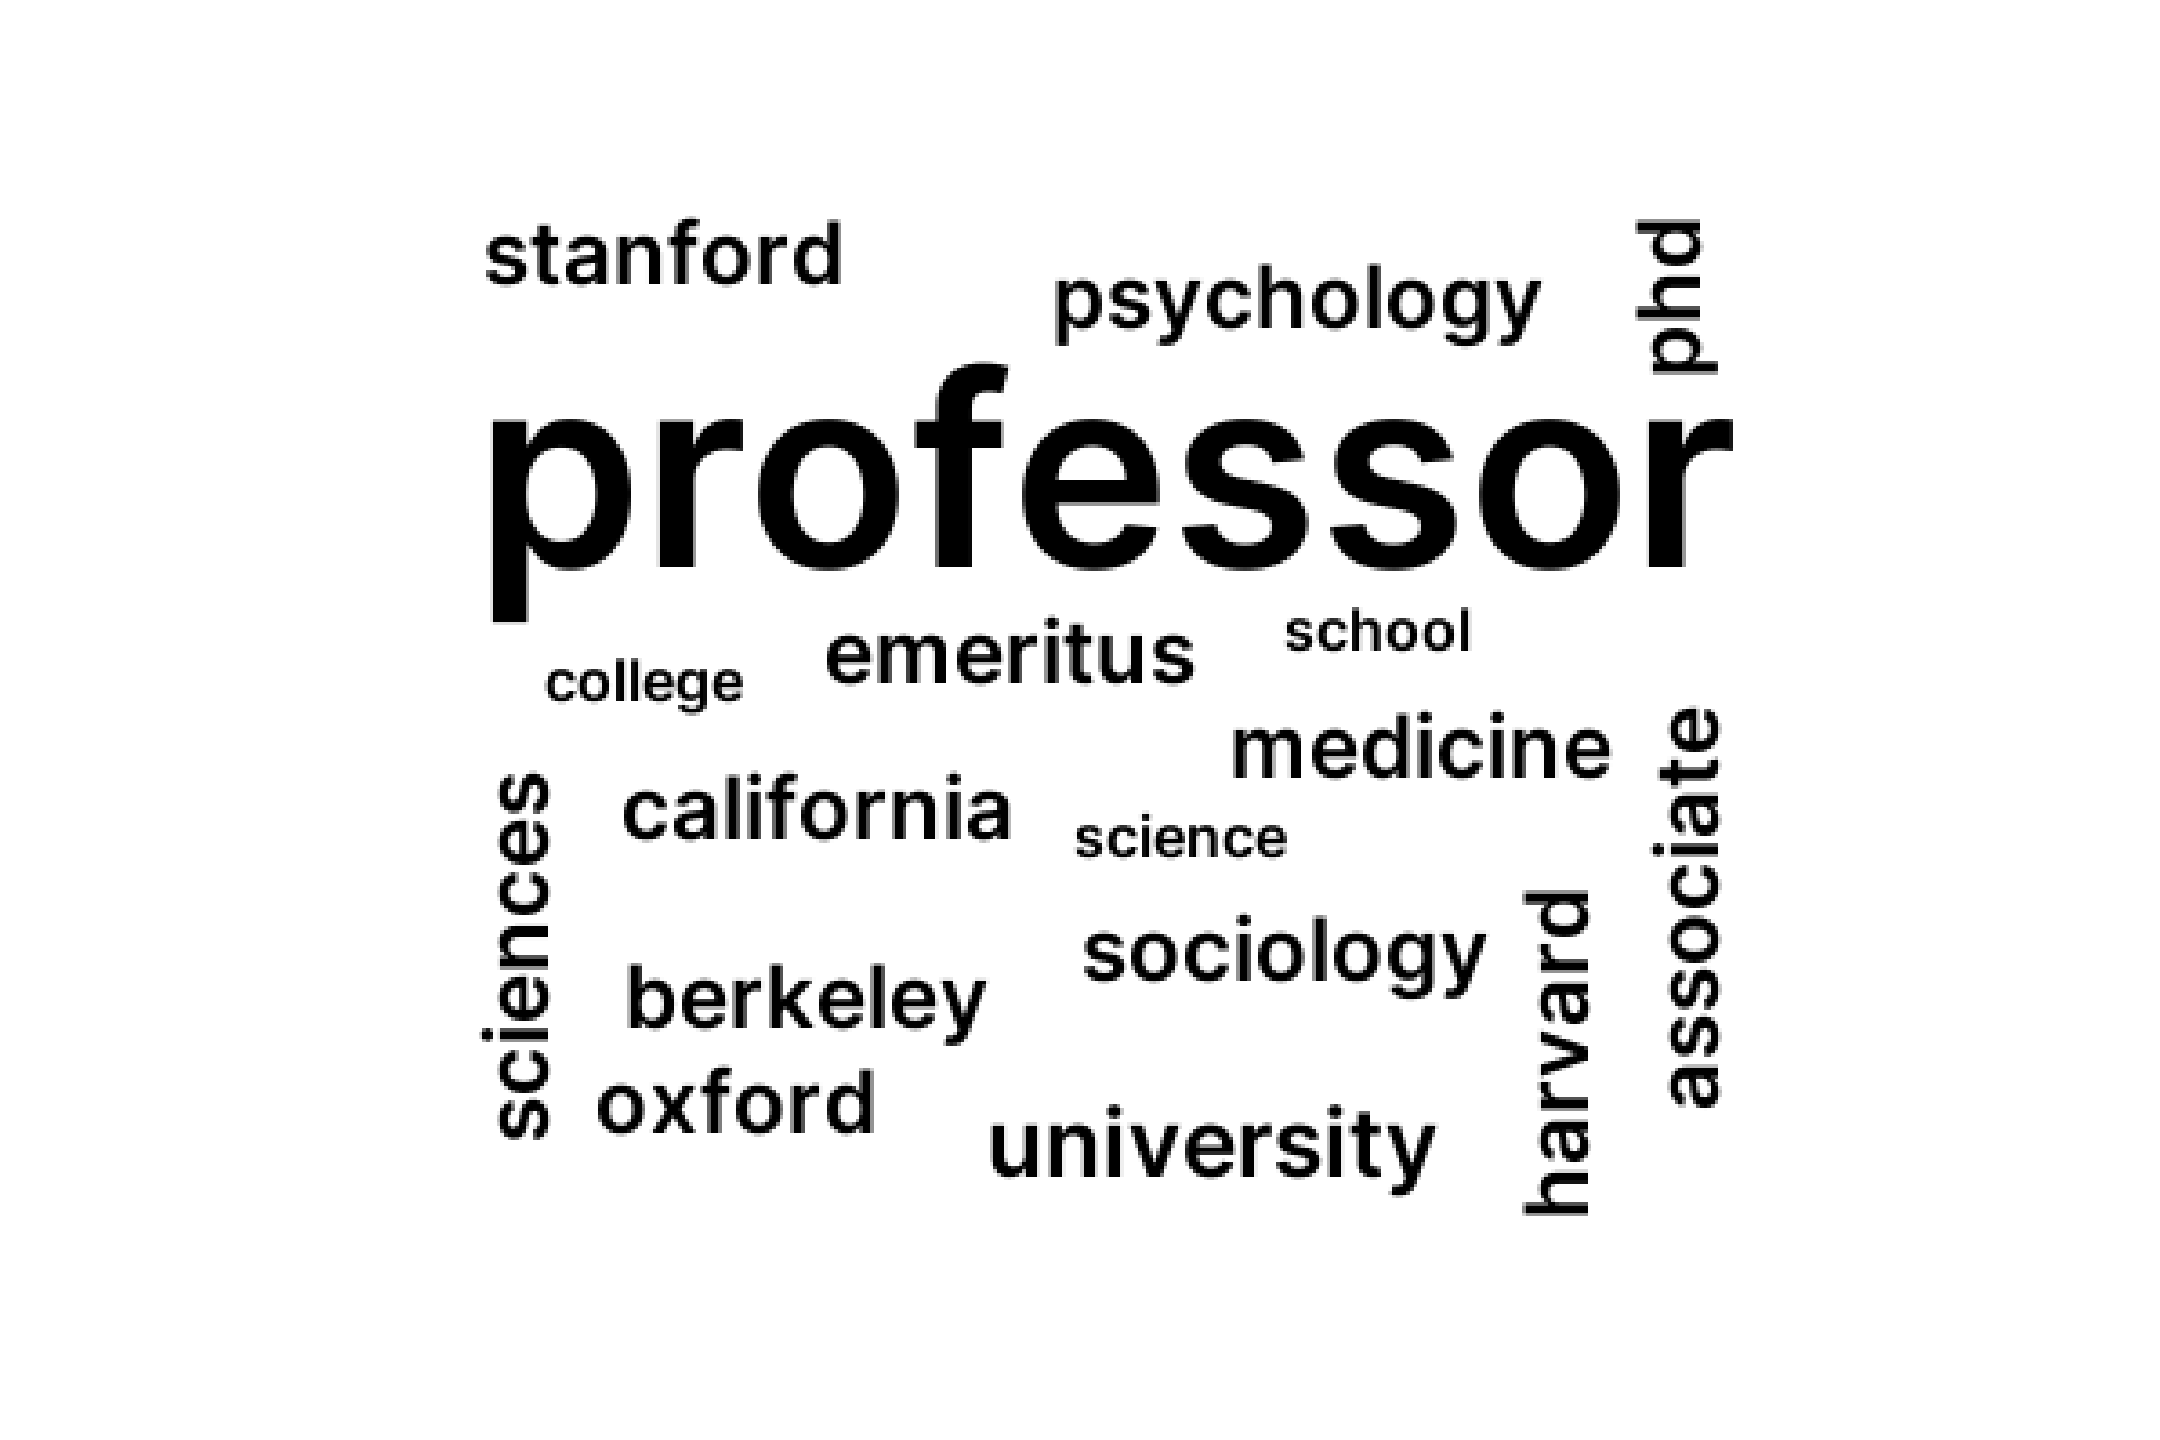 stanford
psychology
phd
professor
emeritus
school
college
medicine
associate
california
science
sciences
sociology
harvard
berkeley
oxford
university